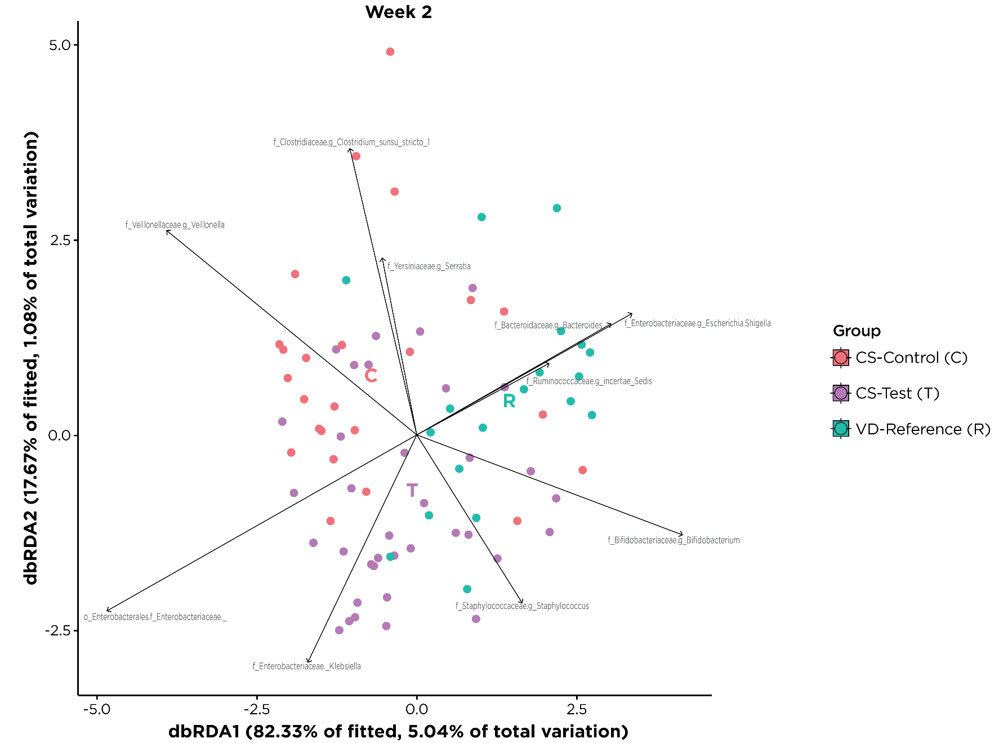 Week 2
5.0
2.5
0.0
-2.5
-5.0
-2.5
0.0
2.5
dbRDA2 (17.67% of fitted, 1.08% of total variation)
dbRDA1 (82.33% of fitted, 5.04% of total variation)
f_Clostridiaceae.g_Clostridium_sunsu_stricto_1
f_Veillonellaceae.g_Veillonella
f_Yersiniaceae.g_Serratia
f_Bacteroidaceae.g_Bacteroides
f_Enterobacteriaceae.g_Escherichia.Shigella
f_Ruminococcaceae.g_incertae_Sedis
C
R
T
f_Bifidobacteriaceae.g_Bifidobacterium
f_Staphylococcaceae.g_Staphylococcus
o_Enterobacterales.f_Enterobacteriaceae._
f_Enterobacteriaceae._Klebsiella
Group
CS-Control (C)
CS-Test (T)
VD-Reference (R)